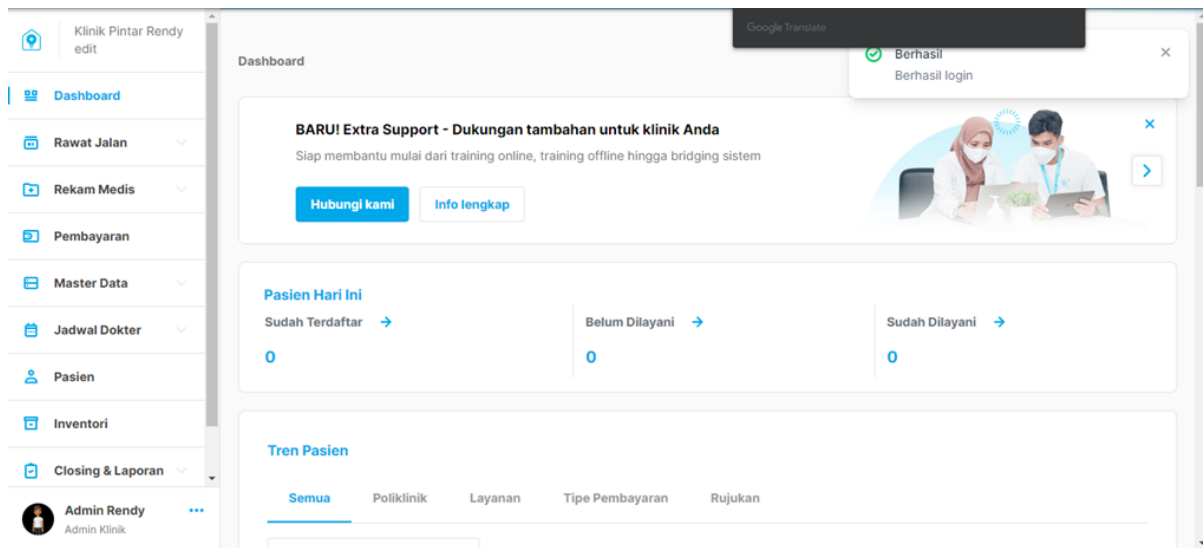 Klinik Pintar Rendy
edit
Dashboard
Rawat Jalan
Rekam Medis
Pembayaran
Master Data
Jadwal Dokter
Pasien
Inventori
Closing & Laporan
Admin Rendy
Admin Klinik
Google Translate
Berhasil
Berhasil login
Dashboard
BARU! Extra Support - Dukungan tambahan untuk klinik Anda
Siap membantu mulai dari training online, training offline hingga bridging sistem
Hubungi kami Info lengkap
Pasien Hari Ini
Sudah Terdaftar Belum Dilayani Sudah Dilayani
0 0 0
Tren Pasien
Semua Poliklinik Layanan Tipe Pembayaran Rujukan